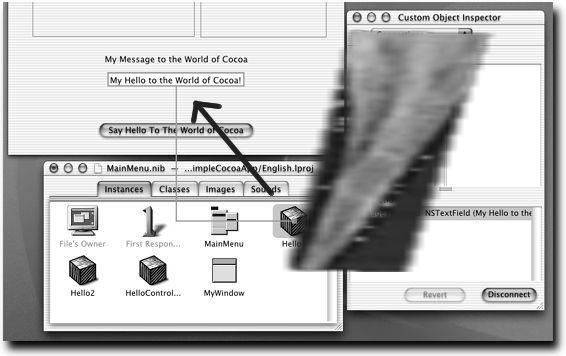 Custom Object Inspector
My Message to the World of Cocoa
My Hello to the World of Cocoa!
Say Hello To The World of Cocoa
MainMenu.nib — ...impleCocoaApp/English.lproj
Instances Classes Images Sounds
File's Owner First Respon... MainMenu Hello
NSTextField (My Hello to the
Hello2 HelloControl... MyWindow
Revert Disconnect